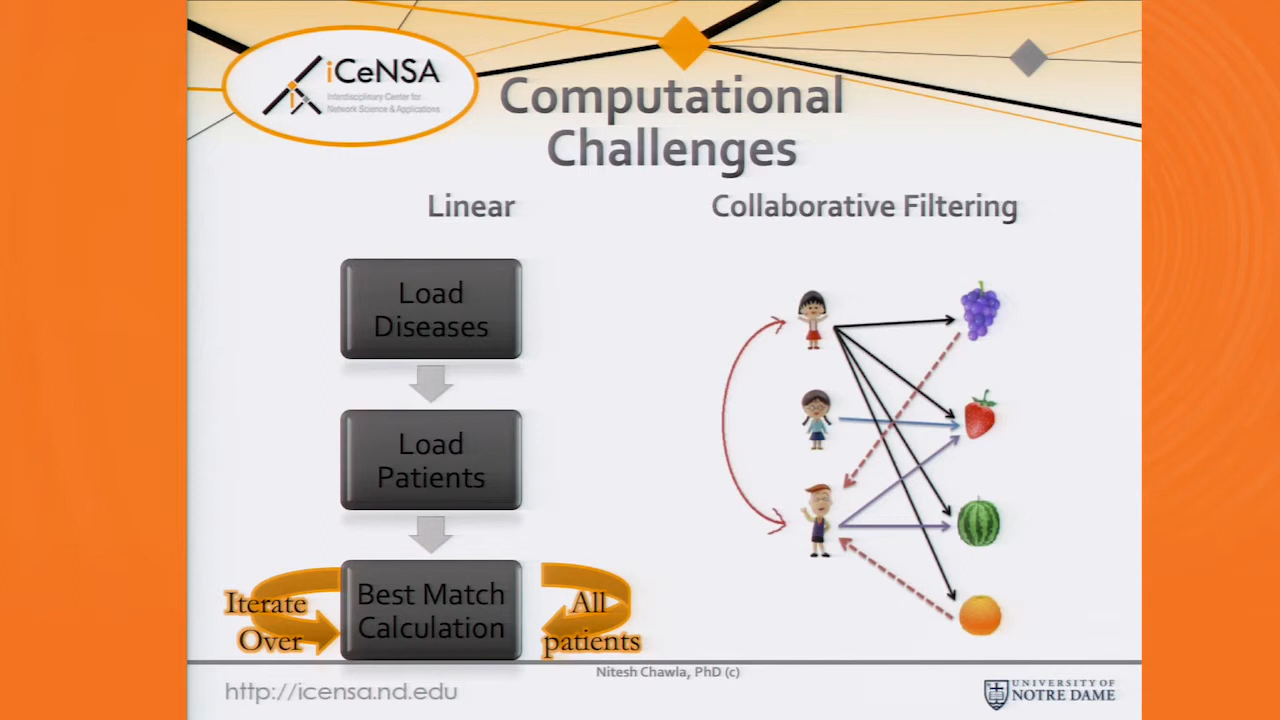 iCeNSA
Interdisciplinary Center for
Network Science & Applications
Computational
Challenges
Linear
Collaborative Filtering
Load
Diseases
Load
Patients
Best Match
Calculation
Iterate
Over
All
patients
Nitesh Chawla, PhD (c)
http://icensa.nd.edu
UNIVERSITY OF
NOTRE DAME